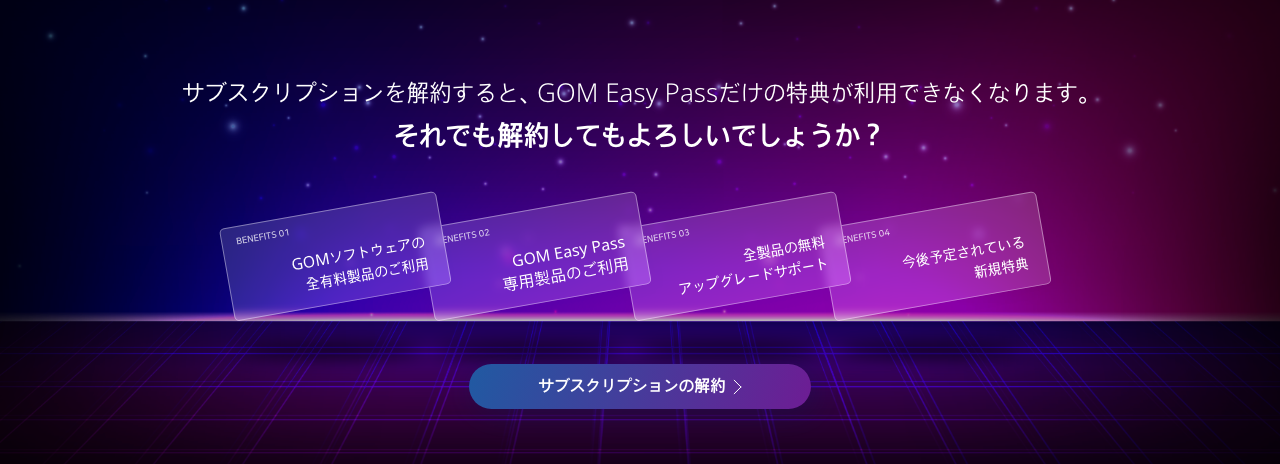 サブスクリプションを解約すると、GOM Easy Passだけの特典が利用できなくなります。
それでも解約してもよろしいでしょうか？
BENEFITS 01
GOMソフトウェアの
全有料製品のご利用
BENEFITS 02
GOM Easy Pass
専用製品のご利用
BENEFITS 03
全製品の無料
アップグレードサポート
BENEFITS 04
今後予定されている
新規特典
サブスクリプションの解約